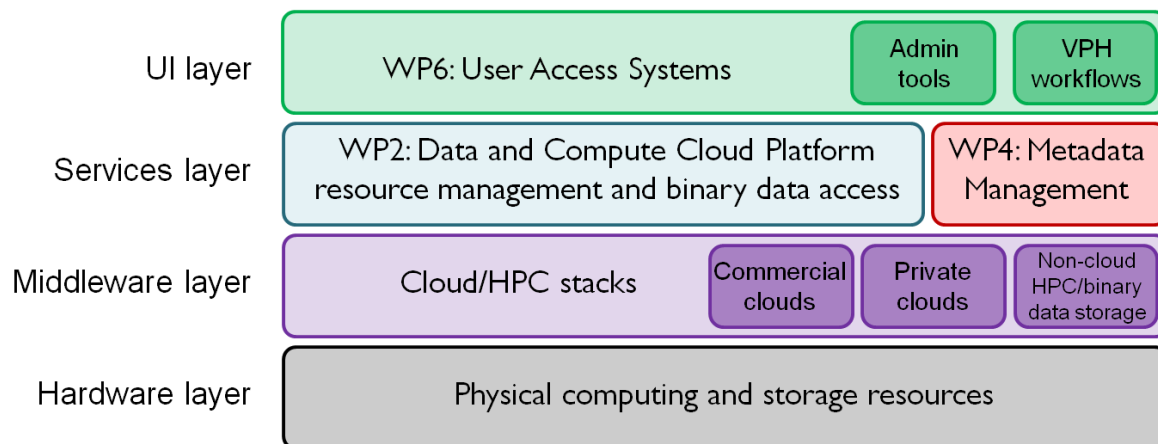 UI layer
WP6: User Access Systems
Admin
tools
VPH
workflows
Services layer
WP2: Data and Compute Cloud Platform
resource management and binary data access
WP4: Metadata
Management
Middleware layer
Cloud/HPC stacks
Commercial
clouds
Private
clouds
Non-cloud
HPC/binary
data storage
Hardware layer
Physical computing and storage resources